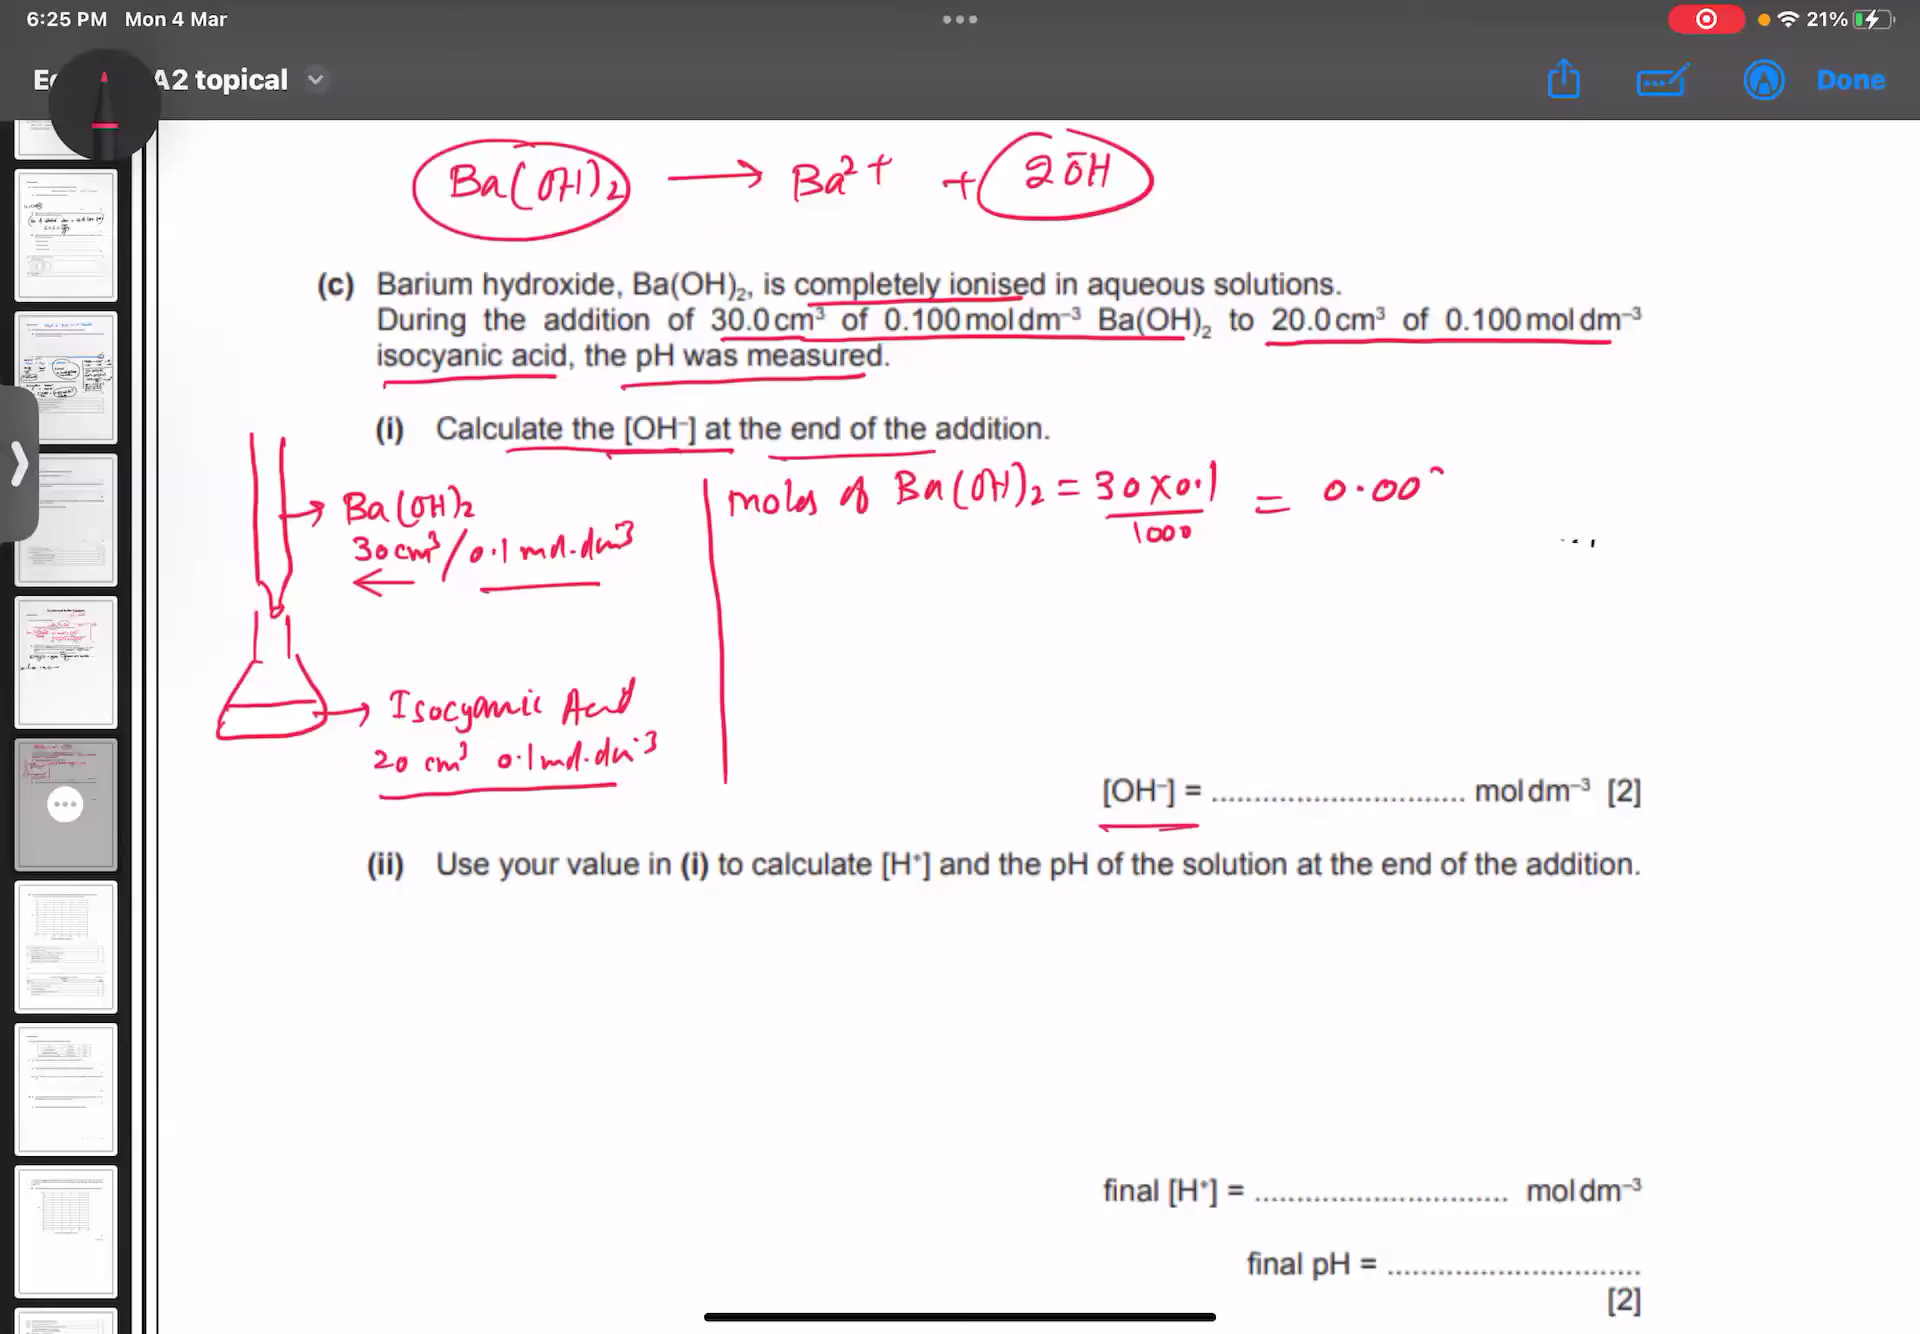 6:25 PM Mon 4 Mar
21%
A2 topical
Done
Ba(OH)₂ ⟶ Ba²⁺ + 2ŌH
(c) Barium hydroxide, Ba(OH)₂, is completely ionised in aqueous solutions.
During the addition of 30.0 cm³ of 0.100 mol dm⁻³ Ba(OH)₂ to 20.0 cm³ of 0.100 mol dm⁻³
isocyanic acid, the pH was measured.
(i) Calculate the [OH⁻] at the end of the addition.
Ba(OH)₂
30 cm³ / 0.1 mol.dm³
moles of Ba(OH)₂ = 30 × 0.1 / 1000 = 0.00
Isocyanic Acid
20 cm³ 0.1 mol.dm⁻³
[OH⁻] = .............................. mol dm⁻³ [2]
(ii) Use your value in (i) to calculate [H⁺] and the pH of the solution at the end of the addition.
final [H⁺] = .............................. mol dm⁻³
final pH = ..............................
[2]